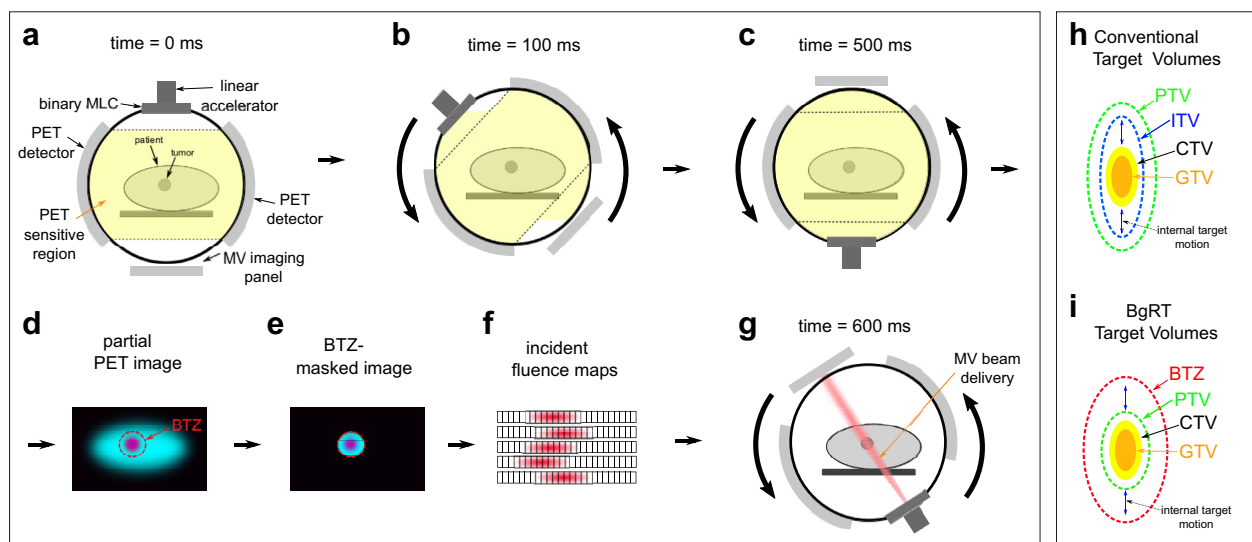 a
time = 0 ms
linear
accelerator
binary MLC
PET
detector
patient
tumor
PET
detector
PET
sensitive
region
MV imaging
panel
b
time = 100 ms
c
time = 500 ms
d
partial
PET image
BTZ
e
BTZ-
masked image
f
incident
fluence maps
g
time = 600 ms
MV beam
delivery
h
Conventional
Target Volumes
PTV
ITV
CTV
GTV
internal target
motion
i
BgRT
Target Volumes
BTZ
PTV
CTV
GTV
internal target
motion